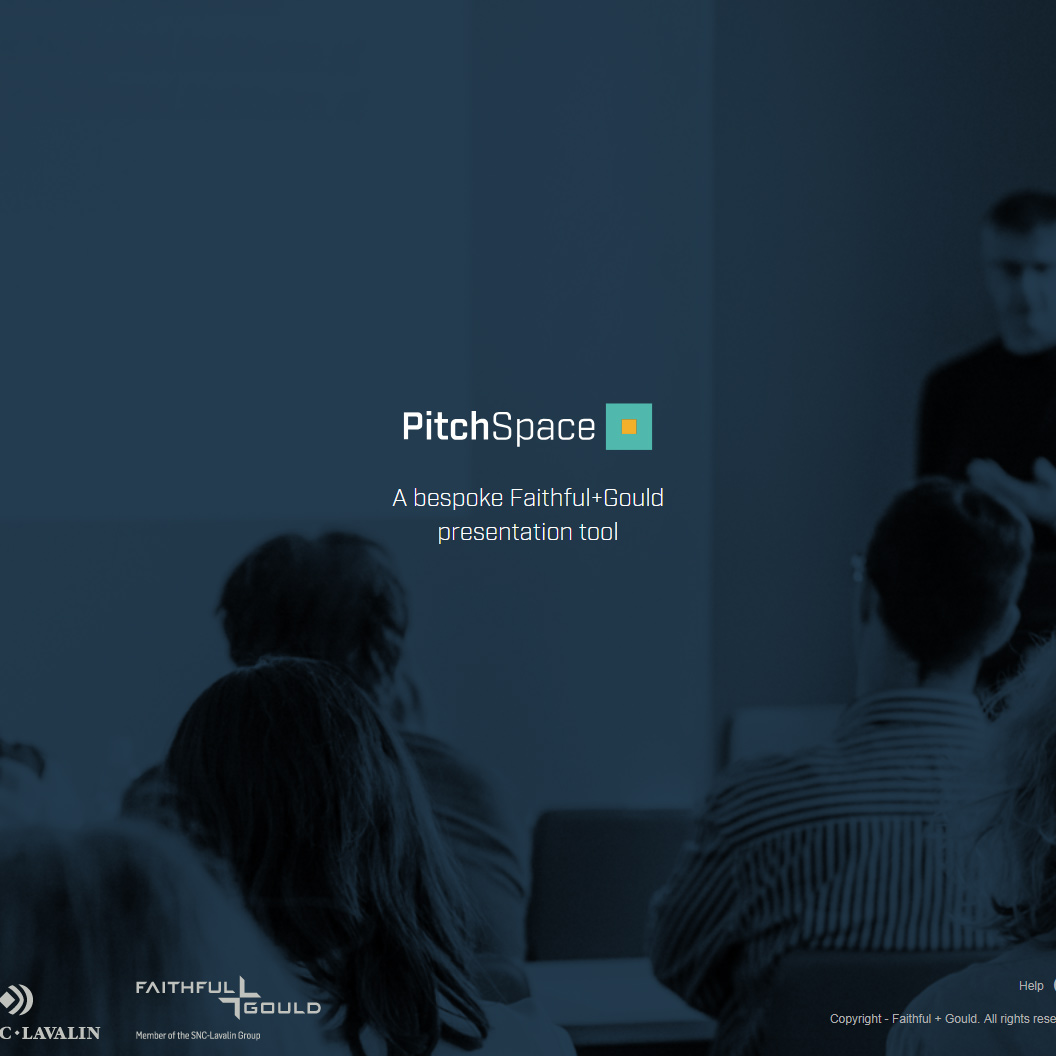 PitchSpace
A bespoke Faithful+Gould
presentation tool
FAITHFUL
GOULD
Member of the SNC-Lavalin Group
C•LAVALIN
Help
Copyright - Faithful + Gould. All rights rese